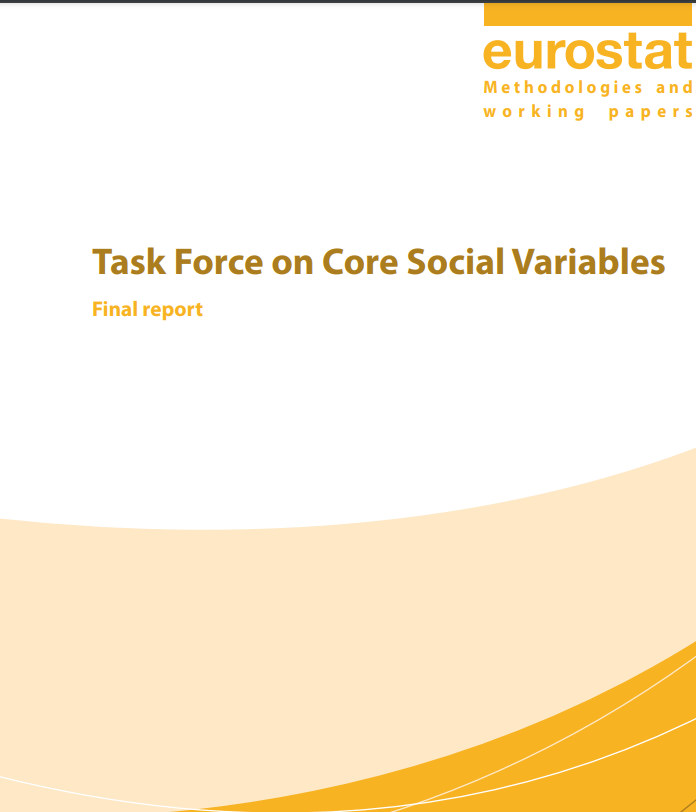 eurostat
Methodologies and
working papers
Task Force on Core Social Variables
Final report